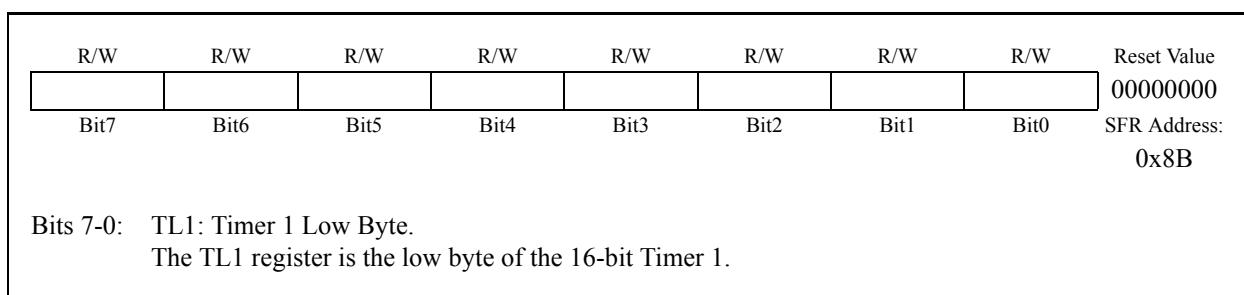 R/W R/W R/W R/W R/W R/W R/W R/W Reset Value
00000000
Bit7 Bit6 Bit5 Bit4 Bit3 Bit2 Bit1 Bit0 SFR Address:
0x8B
Bits 7-0: TL1: Timer 1 Low Byte.
The TL1 register is the low byte of the 16-bit Timer 1.